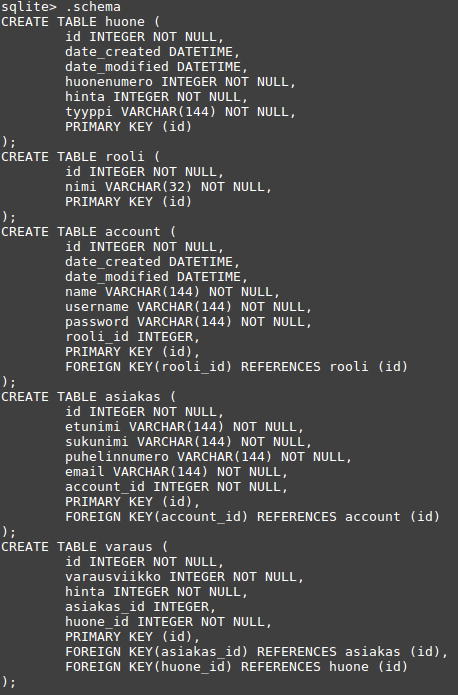 sqlite> .schema
CREATE TABLE huone (
        id INTEGER NOT NULL,
        date_created DATETIME,
        date_modified DATETIME,
        huonenumero INTEGER NOT NULL,
        hinta INTEGER NOT NULL,
        tyyppi VARCHAR(144) NOT NULL,
        PRIMARY KEY (id)
);
CREATE TABLE rooli (
        id INTEGER NOT NULL,
        nimi VARCHAR(32) NOT NULL,
        PRIMARY KEY (id)
);
CREATE TABLE account (
        id INTEGER NOT NULL,
        date_created DATETIME,
        date_modified DATETIME,
        name VARCHAR(144) NOT NULL,
        username VARCHAR(144) NOT NULL,
        password VARCHAR(144) NOT NULL,
        rooli_id INTEGER,
        PRIMARY KEY (id),
        FOREIGN KEY(rooli_id) REFERENCES rooli (id)
);
CREATE TABLE asiakas (
        id INTEGER NOT NULL,
        etunimi VARCHAR(144) NOT NULL,
        sukunimi VARCHAR(144) NOT NULL,
        puhelinnumero VARCHAR(144) NOT NULL,
        email VARCHAR(144) NOT NULL,
        account_id INTEGER NOT NULL,
        PRIMARY KEY (id),
        FOREIGN KEY(account_id) REFERENCES account (id)
);
CREATE TABLE varaus (
        id INTEGER NOT NULL,
        varausviikko INTEGER NOT NULL,
        hinta INTEGER NOT NULL,
        asiakas_id INTEGER,
        huone_id INTEGER NOT NULL,
        PRIMARY KEY (id),
        FOREIGN KEY(asiakas_id) REFERENCES asiakas (id),
        FOREIGN KEY(huone_id) REFERENCES huone (id)
);